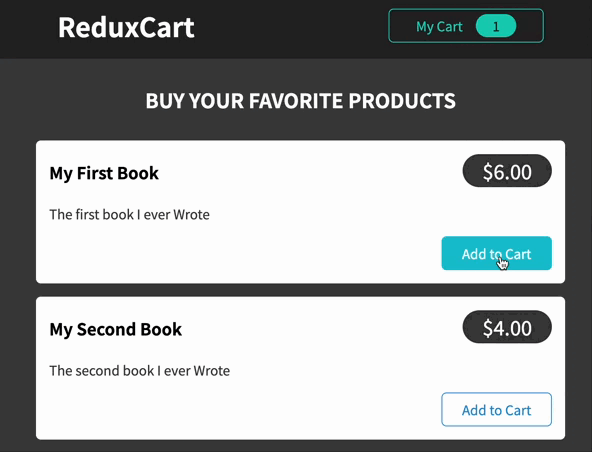 ReduxCart
My Cart 1
BUY YOUR FAVORITE PRODUCTS
My First Book
$6.00
The first book I ever Wrote
Add to Cart
My Second Book
$4.00
The second book I ever Wrote
Add to Cart